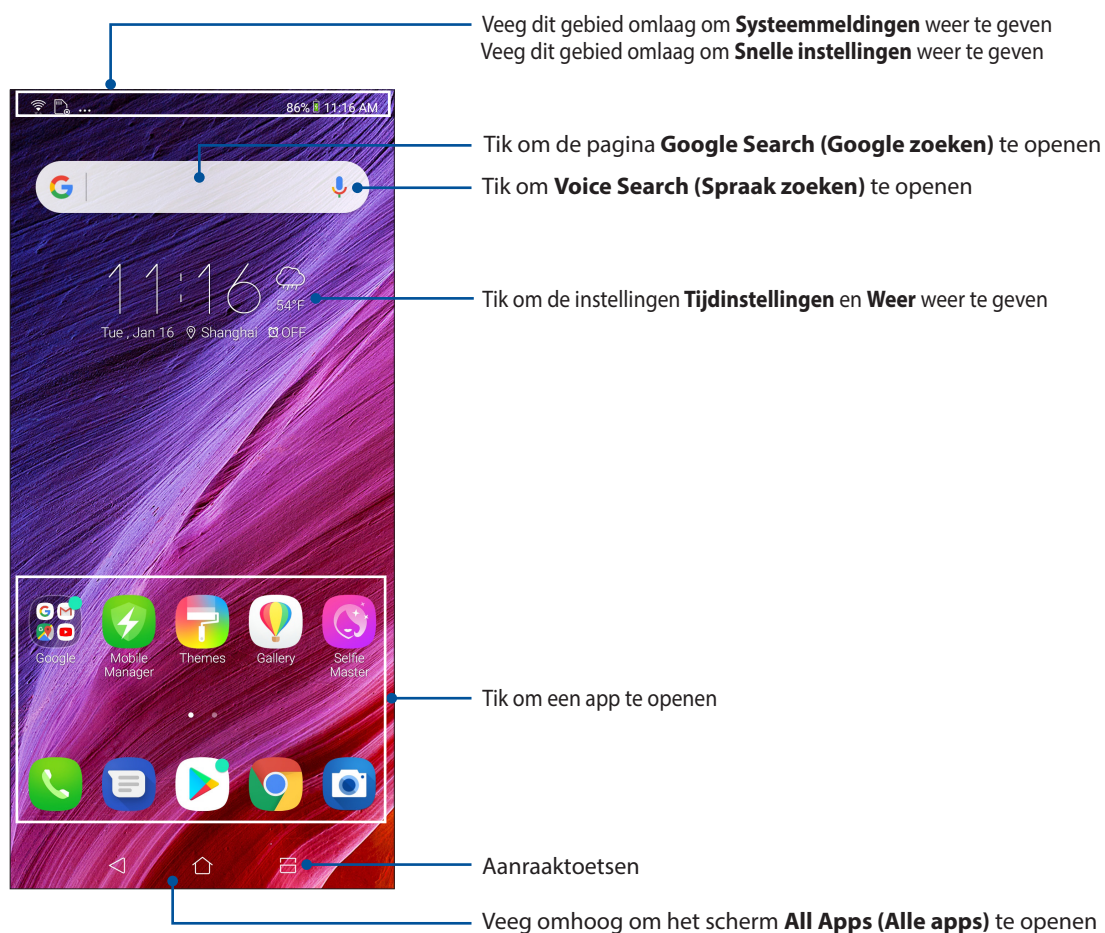 Veeg dit gebied omlaag om Systeemmeldingen weer te geven
Veeg dit gebied omlaag om Snelle instellingen weer te geven
... 86% 11:16 AM
Tik om de pagina Google Search (Google zoeken) te openen
G
Tik om Voice Search (Spraak zoeken) te openen
11:16
54°F
Tik om de instellingen Tijdinstellingen en Weer weer te geven
Tue , Jan 16 Shanghai OFF
Google
Mobile
Manager
Themes
Gallery
Selfie
Master
Tik om een app te openen
Aanraaktoetsen
Veeg omhoog om het scherm All Apps (Alle apps) te openen